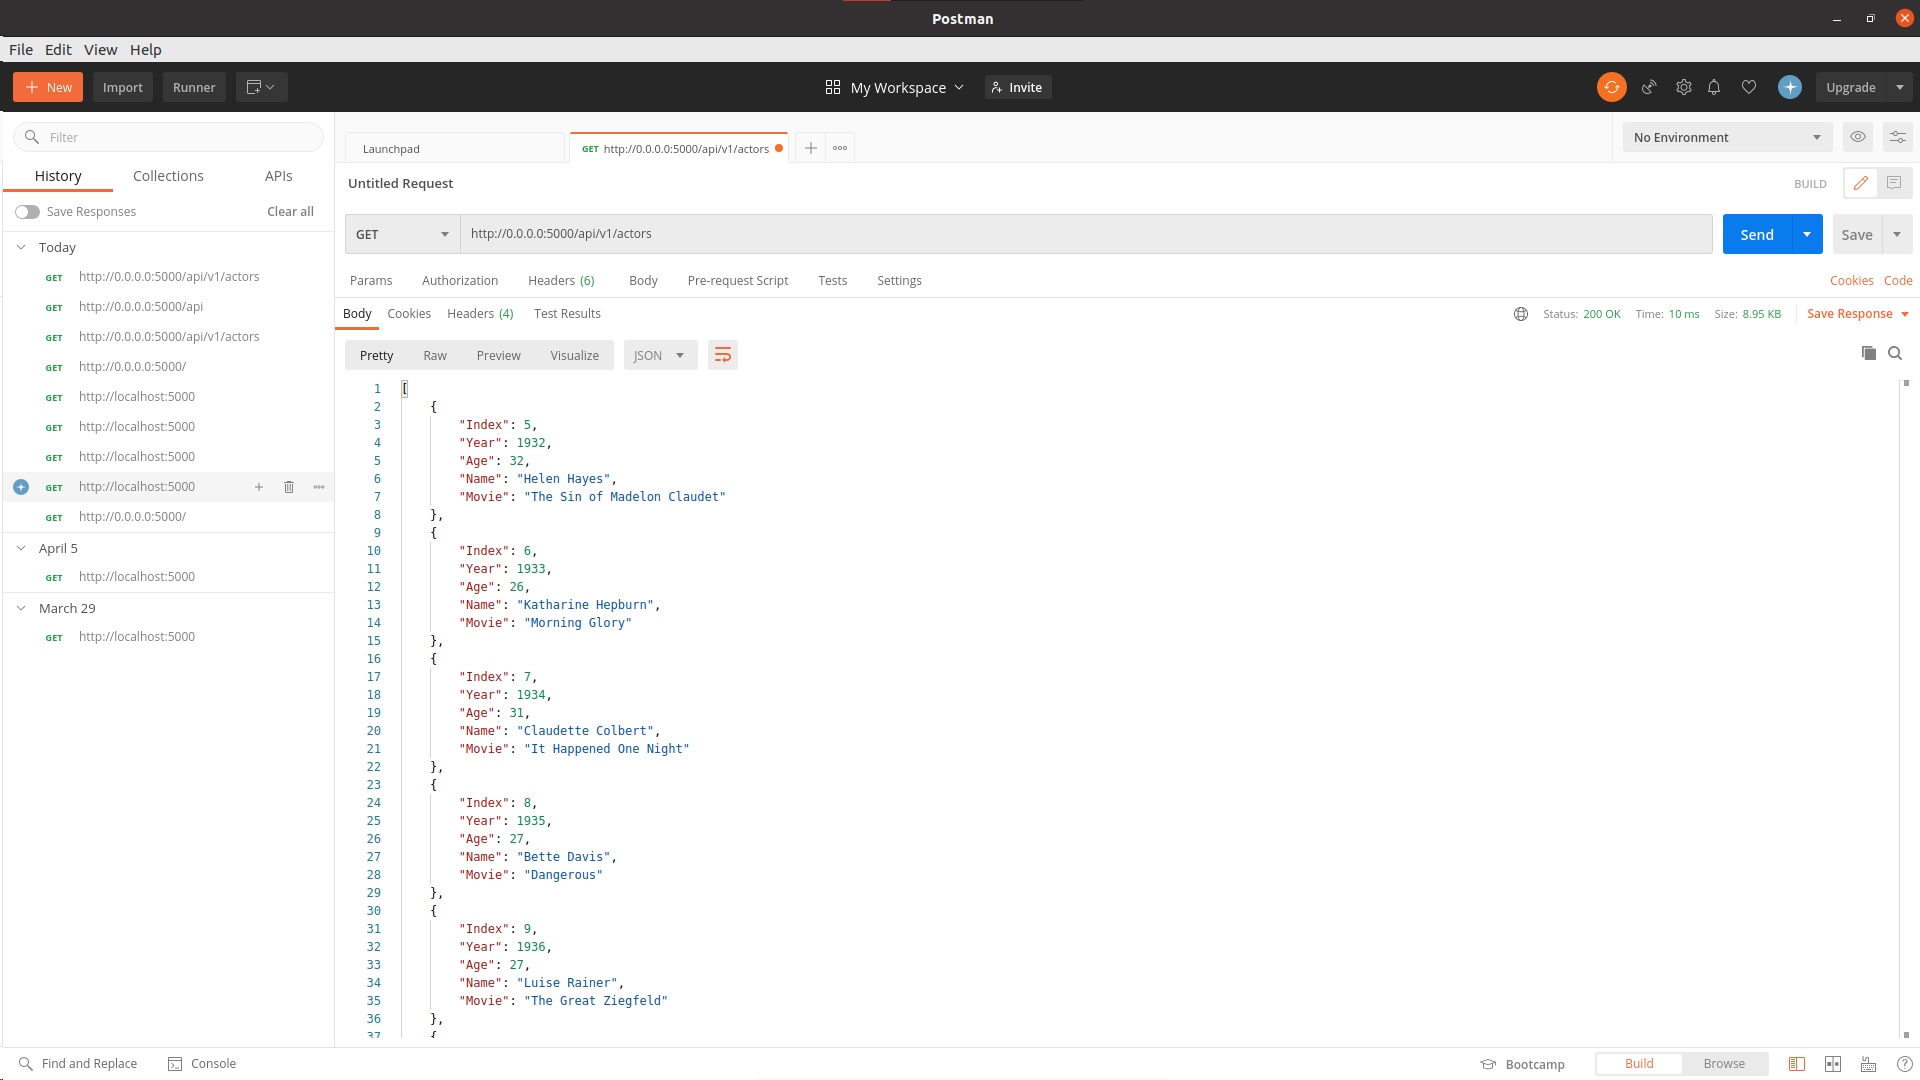 Postman
File Edit View Help
New Import Runner My Workspace Invite Upgrade
Filter
History Collections APIs
Save Responses Clear all
Today
GET http://0.0.0.0:5000/api/v1/actors
GET http://0.0.0.0:5000/api
GET http://0.0.0.0:5000/api/v1/actors
GET http://0.0.0.0:5000/
GET http://localhost:5000
GET http://localhost:5000
GET http://localhost:5000
GET http://localhost:5000
GET http://0.0.0.0:5000/
April 5
GET http://localhost:5000
March 29
GET http://localhost:5000
Launchpad GET http://0.0.0.0:5000/api/v1/actors No Environment
Untitled Request BUILD
GET http://0.0.0.0:5000/api/v1/actors Send Save
Params Authorization Headers (6) Body Pre-request Script Tests Settings Cookies Code
Body Cookies Headers (4) Test Results Status: 200 OK Time: 10 ms Size: 8.95 KB Save Response
Pretty Raw Preview Visualize JSON
1 [
2 {
3 "Index": 5,
4 "Year": 1932,
5 "Age": 32,
6 "Name": "Helen Hayes",
7 "Movie": "The Sin of Madelon Claudet"
8 },
9 {
10 "Index": 6,
11 "Year": 1933,
12 "Age": 26,
13 "Name": "Katharine Hepburn",
14 "Movie": "Morning Glory"
15 },
16 {
17 "Index": 7,
18 "Year": 1934,
19 "Age": 31,
20 "Name": "Claudette Colbert",
21 "Movie": "It Happened One Night"
22 },
23 {
24 "Index": 8,
25 "Year": 1935,
26 "Age": 27,
27 "Name": "Bette Davis",
28 "Movie": "Dangerous"
29 },
30 {
31 "Index": 9,
32 "Year": 1936,
33 "Age": 27,
34 "Name": "Luise Rainer",
35 "Movie": "The Great Ziegfeld"
36 },
37 {
Find and Replace Console Bootcamp Build Browse